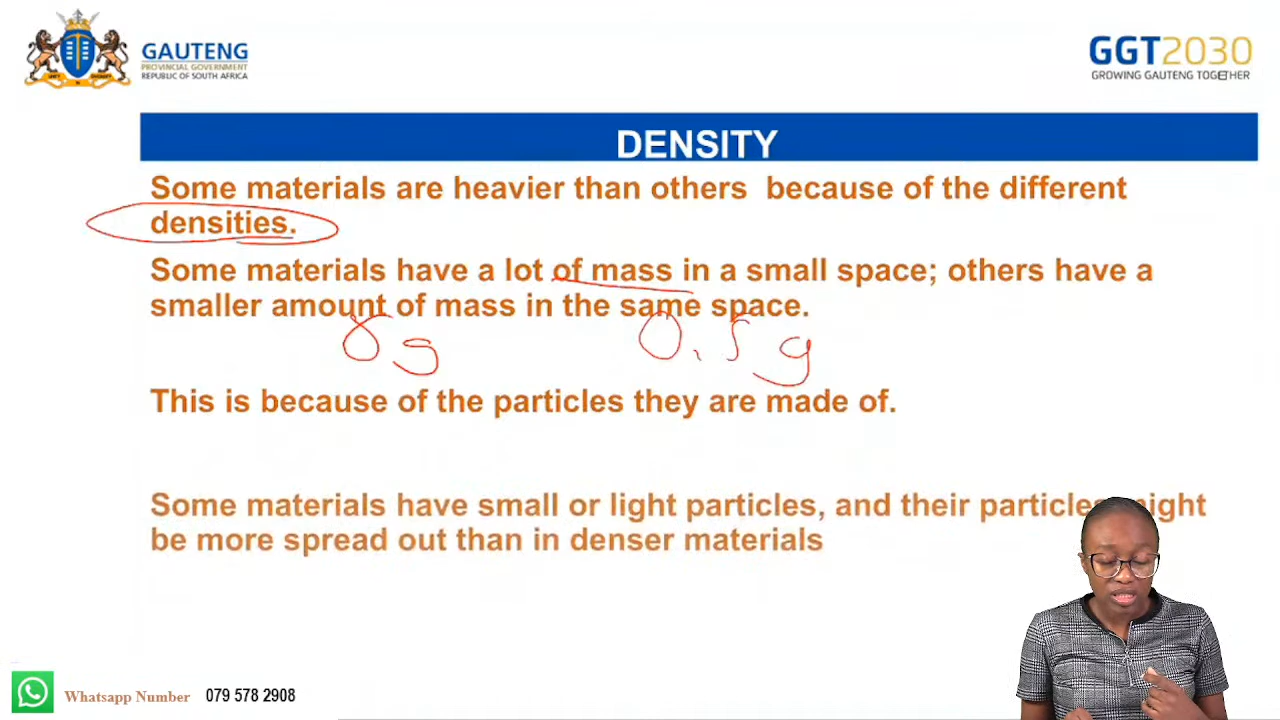 GAUTENG
PROVINCIAL GOVERNMENT
REPUBLIC OF SOUTH AFRICA
GGT2030
GROWING GAUTENG TOGETHER
DENSITY
Some materials are heavier than others because of the different
densities.
Some materials have a lot of mass in a small space; others have a
smaller amount of mass in the same space.
8g 0.5g
This is because of the particles they are made of.
Some materials have small or light particles, and their particles might
be more spread out than in denser materials
Whatsapp Number 079 578 2908